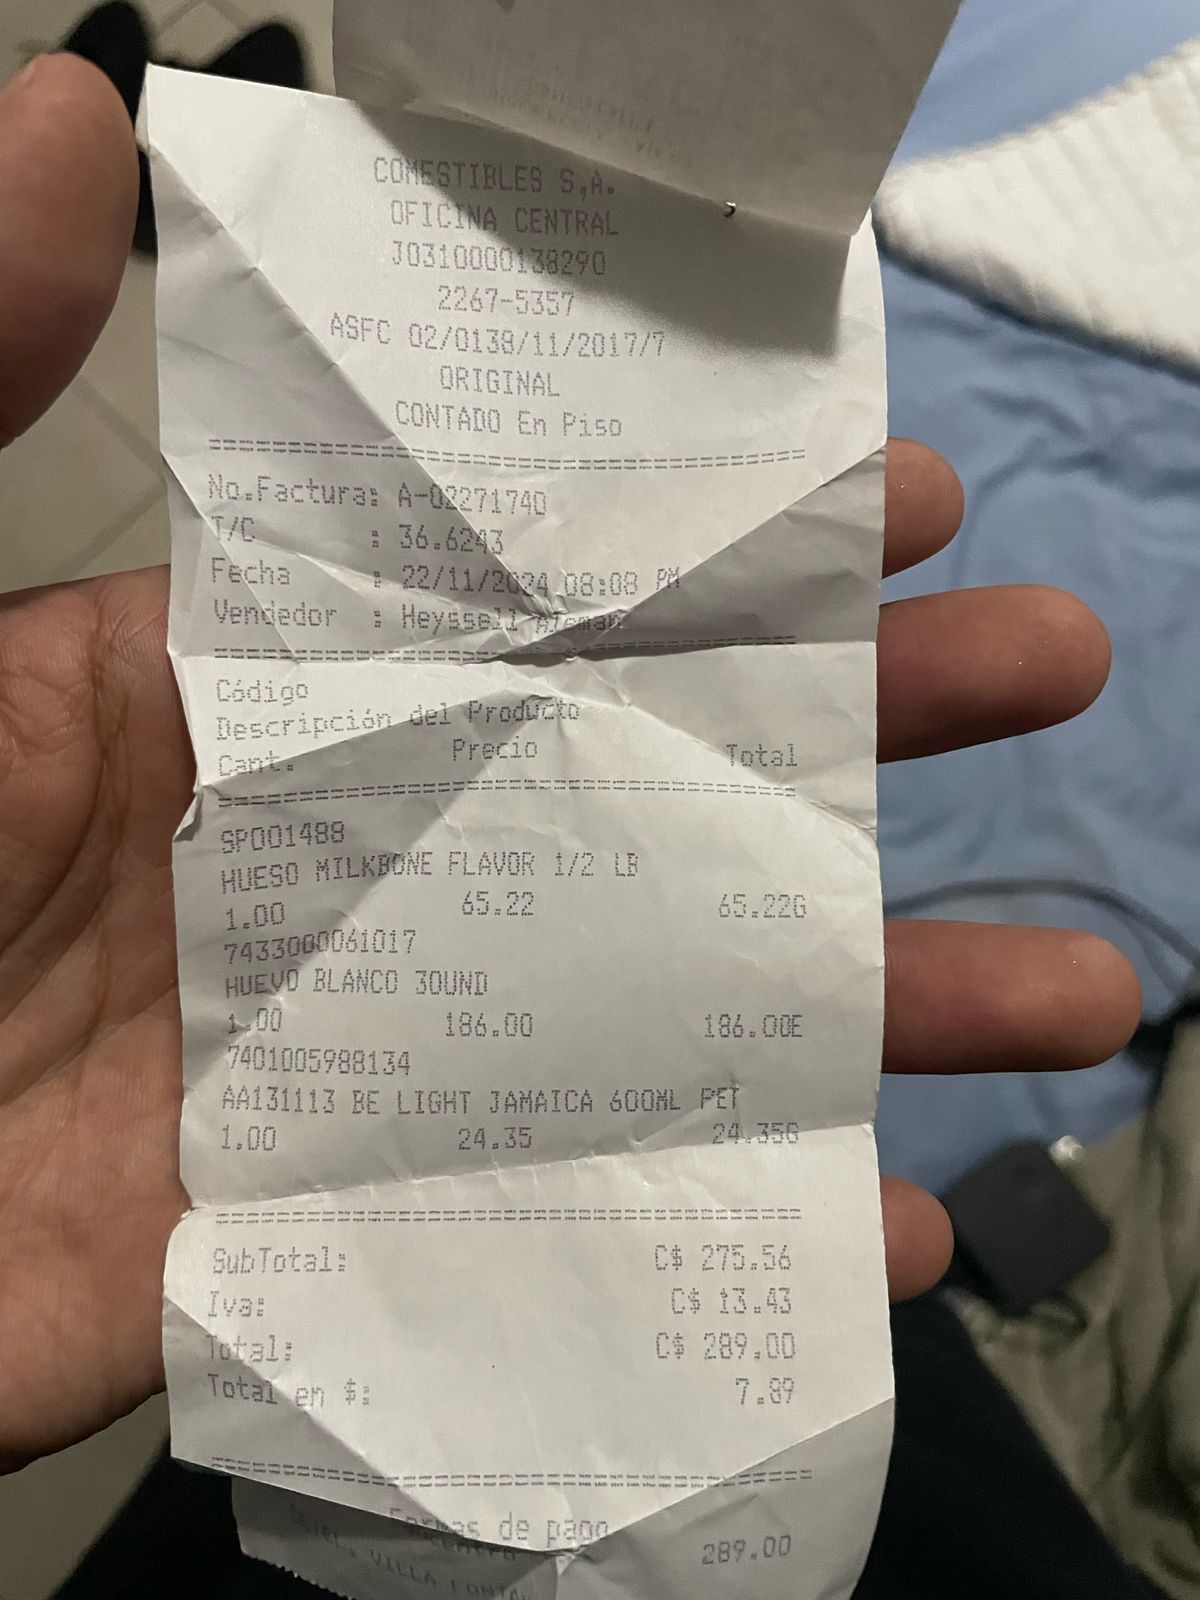 COMESTIBLES S,A.
OFICINA CENTRAL
J0310000138290
2267-5357
ASFC 02/0138/11/2017/7
ORIGINAL
CONTADO En Piso
No.Factura: A-02271740
T/C : 36.6243
Fecha : 22/11/2024 08:08 PM
Vendedor : Heyssell Aleman
Código
Descripción del Producto
Cant. Precio Total
SP001488
HUESO MILKBONE FLAVOR 1/2 LB
1.00 65.22 65.22G
7433000061017
HUEVO BLANCO 30UND
1.00 186.00 186.00E
7401005988134
AA131113 BE LIGHT JAMAICA 600ML PET
1.00 24.35 24.35G
SubTotal: C$ 275.56
Iva: C$ 13.43
Total: C$ 289.00
Total en $: 7.89
Formas de pago
289.00
VILLA